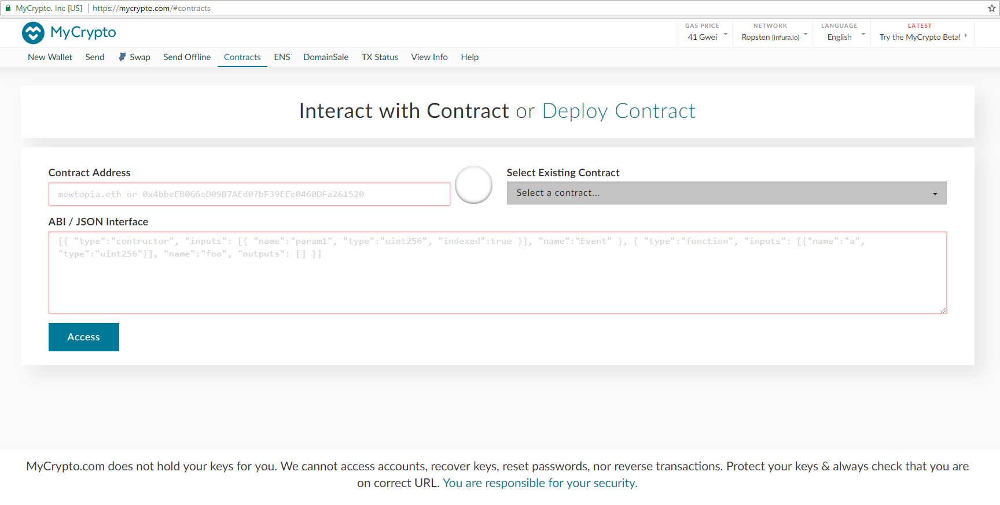 MyCrypto, Inc [US] https://mycrypto.com/#contracts
MyCrypto
GAS PRICE
41 Gwei
NETWORK
Ropsten (infura.io)
LANGUAGE
English
LATEST
Try the MyCrypto Beta!
New Wallet Send Swap Send Offline Contracts ENS DomainSale TX Status View Info Help
Interact with Contract or Deploy Contract
Contract Address
mewtopia.eth or 0x4bbeEB066eD09B7AEd07bF39EEe0460DFa261520
Select Existing Contract
Select a contract...
ABI / JSON Interface
[{ "type":"contructor", "inputs": [{ "name":"param1", "type":"uint256", "indexed":true }], "name":"Event" }, { "type":"function", "inputs": [{"name":"a",
"type":"uint256"}], "name":"foo", "outputs": [] }]
Access
MyCrypto.com does not hold your keys for you. We cannot access accounts, recover keys, reset passwords, nor reverse transactions. Protect your keys & always check that you are
on correct URL. You are responsible for your security.